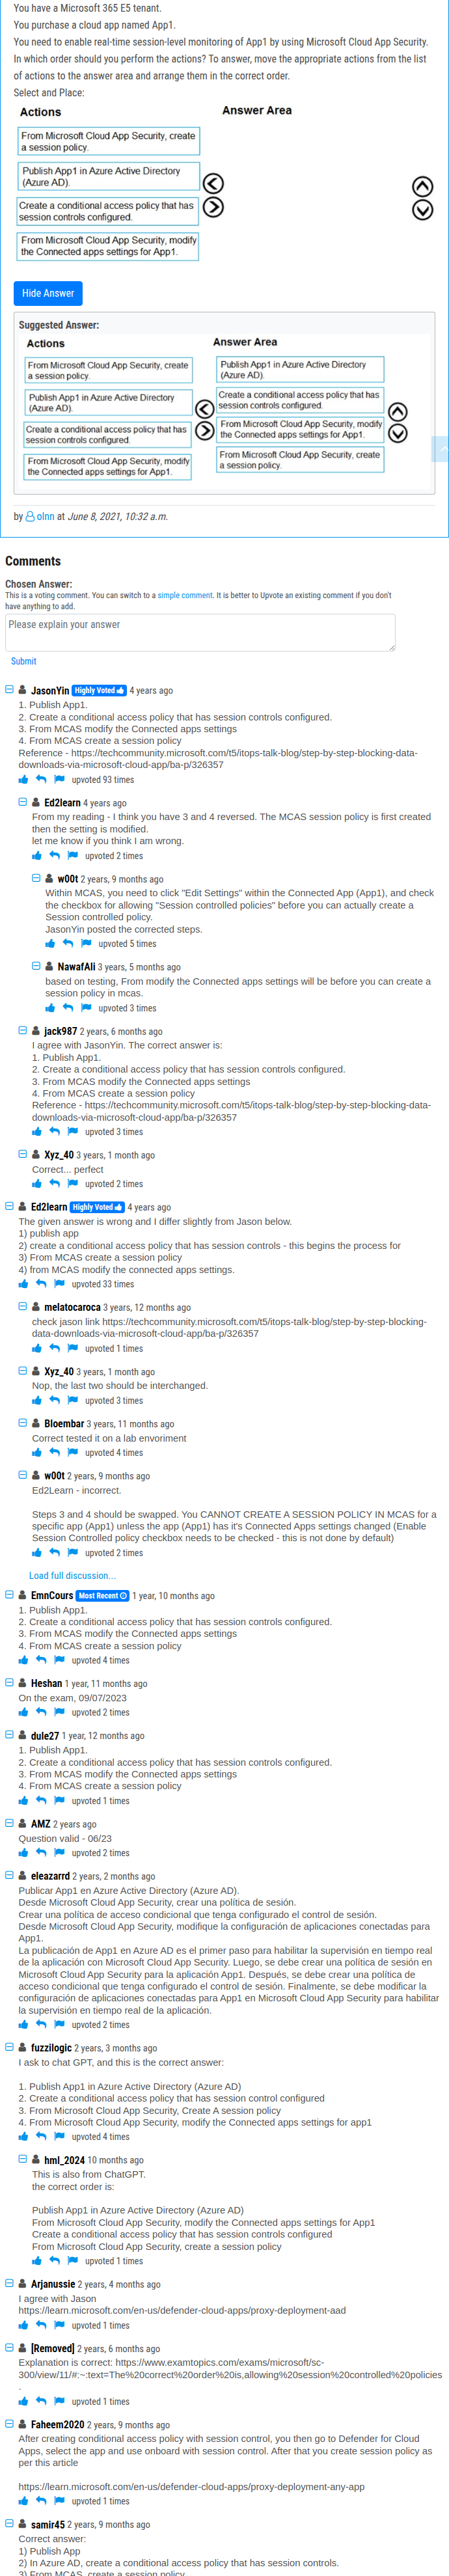 You have a Microsoft 365 E5 tenant.
You purchase a cloud app named App1.
You need to enable real-time session-level monitoring of App1 by using Microsoft Cloud App Security.
In which order should you perform the actions? To answer, move the appropriate actions from the list
of actions to the answer area and arrange them in the correct order.
Select and Place:
Actions
Answer Area
From Microsoft Cloud App Security, create
a session policy.
Publish App1 in Azure Active Directory
(Azure AD).
Create a conditional access policy that has
session controls configured.
From Microsoft Cloud App Security, modify
the Connected apps settings for App1.
Hide Answer
Suggested Answer:
Actions
Answer Area
From Microsoft Cloud App Security, create
a session policy.
Publish App1 in Azure Active Directory
(Azure AD).
Create a conditional access policy that has
session controls configured.
From Microsoft Cloud App Security, modify
the Connected apps settings for App1.
Publish App1 in Azure Active Directory
(Azure AD).
Create a conditional access policy that has
session controls configured.
From Microsoft Cloud App Security, modify
the Connected apps settings for App1.
From Microsoft Cloud App Security, create
a session policy.
by olnn at June 8, 2021, 10:32 a.m.
Comments
Chosen Answer:
This is a voting comment. You can switch to a simple comment. It is better to Upvote an existing comment if you don't
have anything to add.
Please explain your answer
Submit
JasonYin Highly Voted 4 years ago
1. Publish App1.
2. Create a conditional access policy that has session controls configured.
3. From MCAS modify the Connected apps settings
4. From MCAS create a session policy
Reference - https://techcommunity.microsoft.com/t5/itops-talk-blog/step-by-step-blocking-data-
downloads-via-microsoft-cloud-app/ba-p/326357
upvoted 93 times
Ed2learn 4 years ago
From my reading - I think you have 3 and 4 reversed. The MCAS session policy is first created
then the setting is modified.
let me know if you think I am wrong.
upvoted 2 times
w00t 2 years, 9 months ago
Within MCAS, you need to click "Edit Settings" within the Connected App (App1), and check
the checkbox for allowing "Session controlled policies" before you can actually create a
Session controlled policy.
JasonYin posted the corrected steps.
upvoted 5 times
NawafAli 3 years, 5 months ago
based on testing, From modify the Connected apps settings will be before you can create a
session policy in mcas.
upvoted 3 times
jack987 2 years, 6 months ago
I agree with JasonYin. The correct answer is:
1. Publish App1.
2. Create a conditional access policy that has session controls configured.
3. From MCAS modify the Connected apps settings
4. From MCAS create a session policy
Reference - https://techcommunity.microsoft.com/t5/itops-talk-blog/step-by-step-blocking-data-
downloads-via-microsoft-cloud-app/ba-p/326357
upvoted 3 times
Xyz_40 3 years, 1 month ago
Correct... perfect
upvoted 2 times
Ed2learn Highly Voted 4 years ago
The given answer is wrong and I differ slightly from Jason below.
1) publish app
2) create a conditional access policy that has session controls - this begins the process for
3) From MCAS create a session policy
4) from MCAS modify the connected apps settings.
upvoted 33 times
melatocaroca 3 years, 12 months ago
check jason link https://techcommunity.microsoft.com/t5/itops-talk-blog/step-by-step-blocking-
data-downloads-via-microsoft-cloud-app/ba-p/326357
upvoted 1 times
Xyz_40 3 years, 1 month ago
Nop, the last two should be interchanged.
upvoted 3 times
Bloembar 3 years, 11 months ago
Correct tested it on a lab envoriment
upvoted 4 times
w00t 2 years, 9 months ago
Ed2Learn - incorrect.
Steps 3 and 4 should be swapped. You CANNOT CREATE A SESSION POLICY IN MCAS for a
specific app (App1) unless the app (App1) has it's Connected Apps settings changed (Enable
Session Controlled policy checkbox needs to be checked - this is not done by default)
upvoted 2 times
Load full discussion...
EmnCours Most Recent 1 year, 10 months ago
1. Publish App1.
2. Create a conditional access policy that has session controls configured.
3. From MCAS modify the Connected apps settings
4. From MCAS create a session policy
upvoted 4 times
Heshan 1 year, 11 months ago
On the exam, 09/07/2023
upvoted 2 times
dule27 1 year, 12 months ago
1. Publish App1.
2. Create a conditional access policy that has session controls configured.
3. From MCAS modify the Connected apps settings
4. From MCAS create a session policy
upvoted 1 times
AMZ 2 years ago
Question valid - 06/23
upvoted 2 times
eleazarrd 2 years, 2 months ago
Publicar App1 en Azure Active Directory (Azure AD).
Desde Microsoft Cloud App Security, crear una política de sesión.
Crear una política de acceso condicional que tenga configurado el control de sesión.
Desde Microsoft Cloud App Security, modifique la configuración de aplicaciones conectadas para
App1.
La publicación de App1 en Azure AD es el primer paso para habilitar la supervisión en tiempo real
de la aplicación con Microsoft Cloud App Security. Luego, se debe crear una política de sesión en
Microsoft Cloud App Security para la aplicación App1. Después, se debe crear una política de
acceso condicional que tenga configurado el control de sesión. Finalmente, se debe modificar la
configuración de aplicaciones conectadas para App1 en Microsoft Cloud App Security para habilitar
la supervisión en tiempo real de la aplicación.
upvoted 2 times
fuzzilogic 2 years, 3 months ago
I ask to chat GPT, and this is the correct answer:
1. Publish App1 in Azure Active Directory (Azure AD)
2. Create a conditional access policy that has session control configured
3. From Microsoft Cloud App Security, Create A session policy
4. From Microsoft Cloud App Security, modify the Connected apps settings for app1
upvoted 4 times
hml_2024 10 months ago
This is also from ChatGPT.
the correct order is:
Publish App1 in Azure Active Directory (Azure AD)
From Microsoft Cloud App Security, modify the Connected apps settings for App1
Create a conditional access policy that has session controls configured
From Microsoft Cloud App Security, create a session policy
upvoted 1 times
Arjanussie 2 years, 4 months ago
I agree with Jason
https://learn.microsoft.com/en-us/defender-cloud-apps/proxy-deployment-aad
upvoted 1 times
[Removed] 2 years, 6 months ago
Explanation is correct: https://www.examtopics.com/exams/microsoft/sc-
300/view/11/#:~:text=The%20correct%20order%20is,allowing%20session%20controlled%20policies
.
upvoted 1 times
Faheem2020 2 years, 9 months ago
After creating conditional access policy with session control, you then go to Defender for Cloud
Apps, select the app and use onboard with session control. After that you create session policy as
per this article
https://learn.microsoft.com/en-us/defender-cloud-apps/proxy-deployment-any-app
upvoted 1 times
samir45 2 years, 9 months ago
Correct answer:
1) Publish App
2) In Azure AD, create a conditional access policy that has session controls.
3) From MCAS, create a session policy